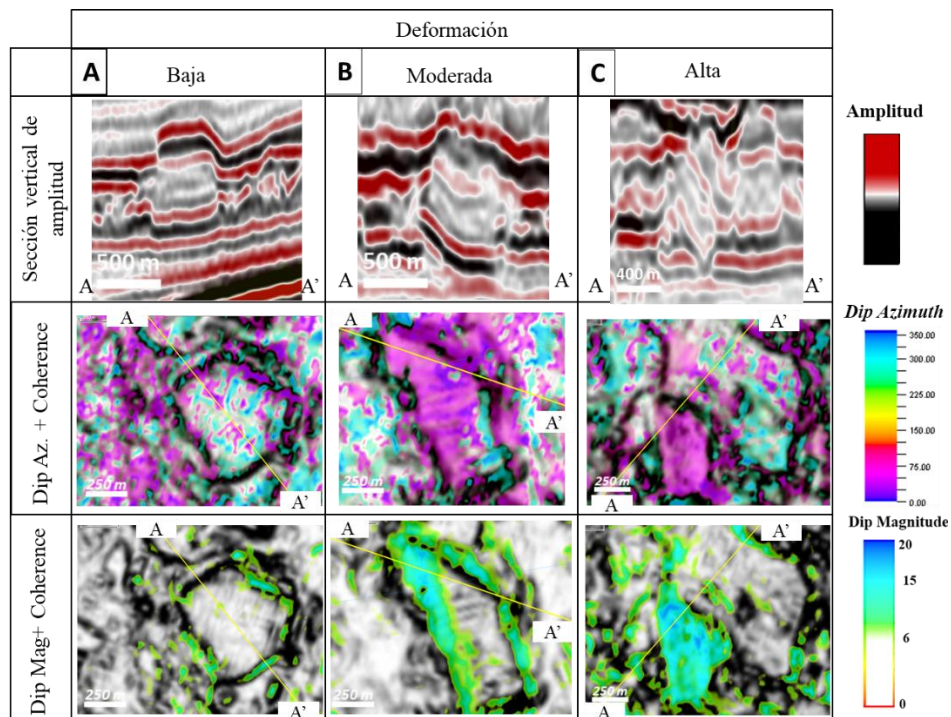 Deformación
A Baja
B Moderada
C Alta
Sección vertical de
amplitud
500 m
A A'
500 m
A'
400 m
A A'
Amplitud
Dip Az. + Coherence
A
A'
250 m
A
A'
250 m
A'
A
250 m
Dip Azimuth
350.00
300.00
225.00
150.00
75.00
0.00
Dip Mag+ Coherence
A
A'
250 m
A
A'
250 m
A'
A
250 m
Dip Magnitude
20
15
6
0